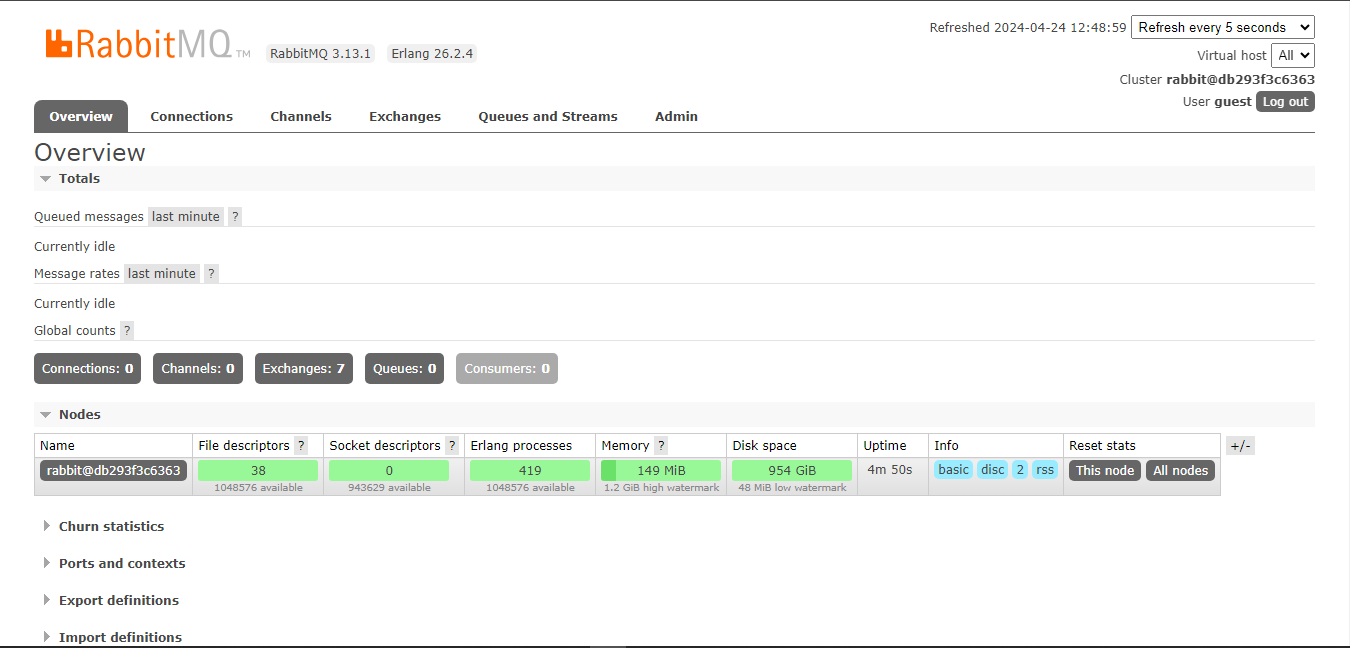 RabbitMQ TM RabbitMQ 3.13.1 Erlang 26.2.4
Refreshed 2024-04-24 12:48:59 Refresh every 5 seconds
Virtual host All
Cluster rabbit@db293f3c6363
User guest Log out
Overview Connections Channels Exchanges Queues and Streams Admin
Overview
Totals
Queued messages last minute ?
Currently idle
Message rates last minute ?
Currently idle
Global counts ?
Connections: 0 Channels: 0 Exchanges: 7 Queues: 0 Consumers: 0
Nodes
Name File descriptors ? Socket descriptors ? Erlang processes Memory ? Disk space Uptime Info Reset stats +/-
rabbit@db293f3c6363 38 0 419 149 MiB 954 GiB 4m 50s basic disc 2 rss This node All nodes
1048576 available 943629 available 1048576 available 1.2 GiB high watermark 48 MiB low watermark
Churn statistics
Ports and contexts
Export definitions
Import definitions